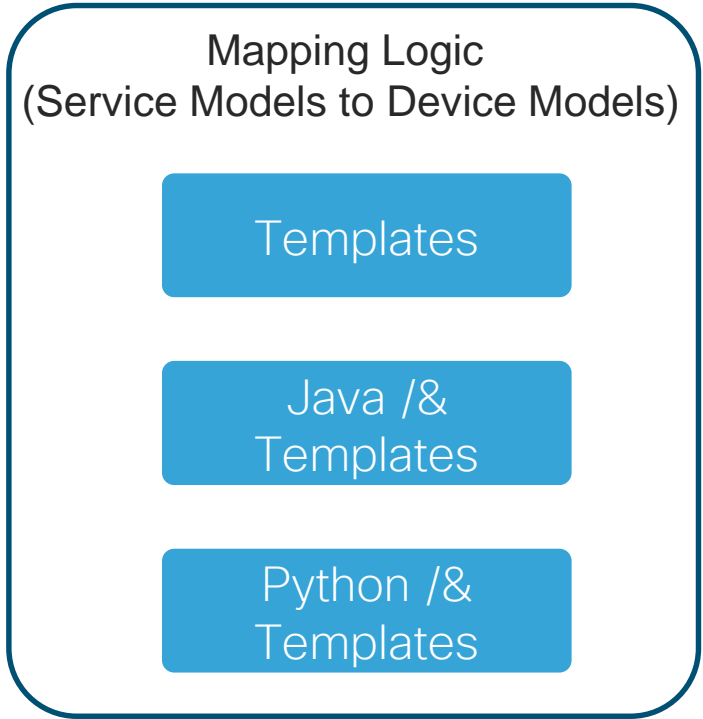 Mapping Logic
(Service Models to Device Models)
Templates
Java /&
Templates
Python /&
Templates